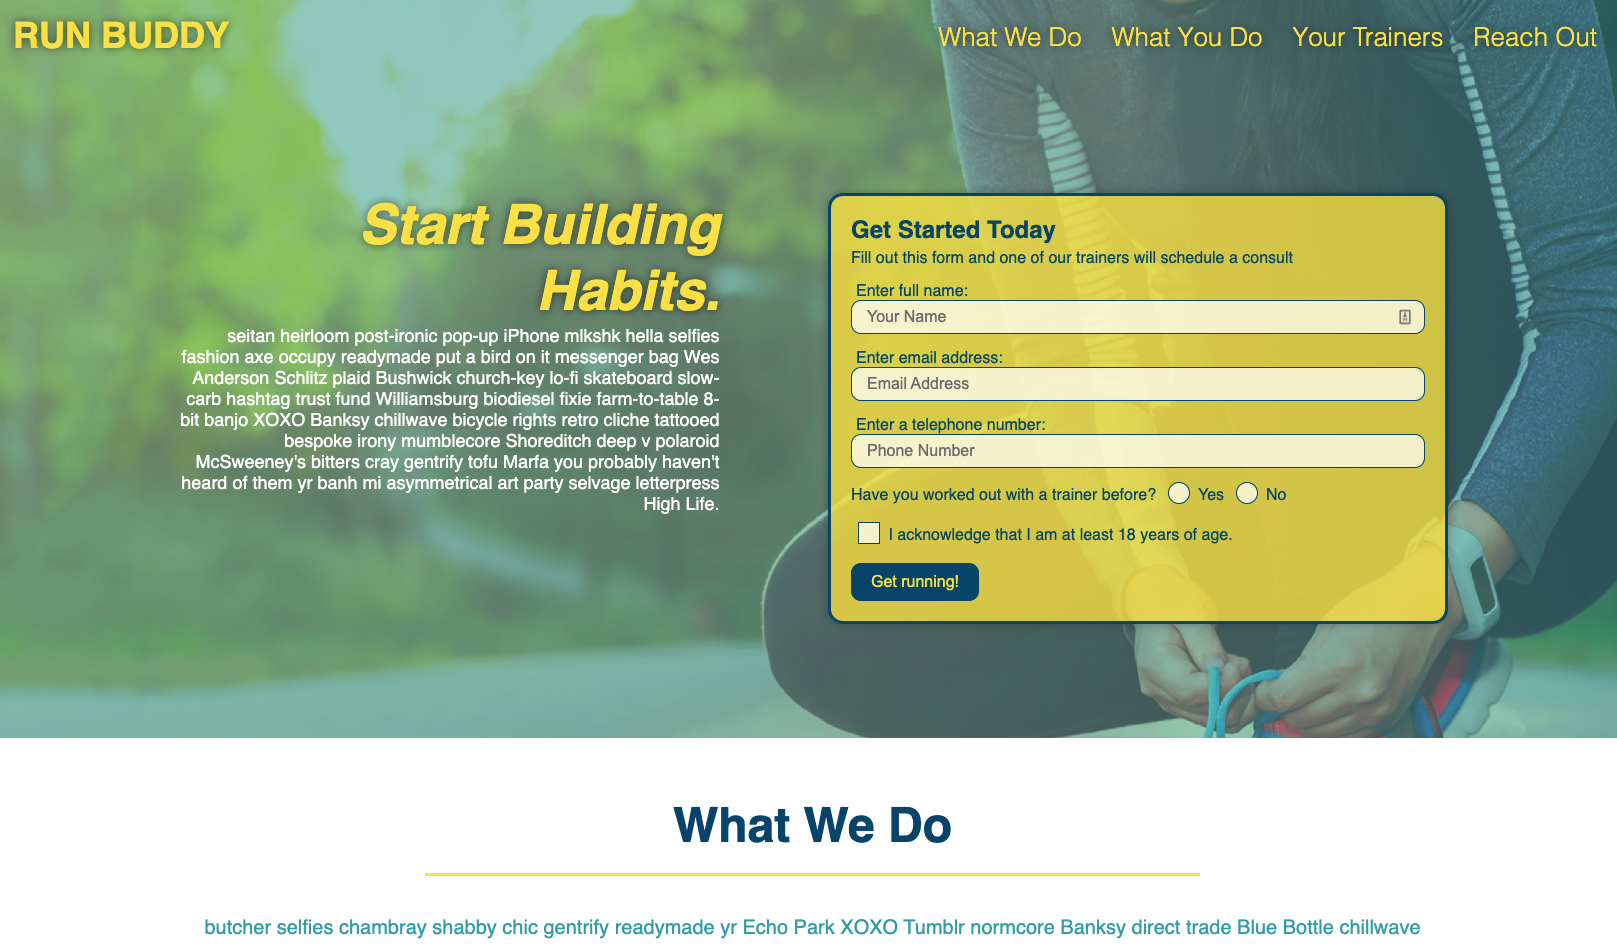 RUN BUDDY
What We Do What You Do Your Trainers Reach Out
Start Building
Habits.
seitan heirloom post-ironic pop-up iPhone mlkshk hella selfies
fashion axe occupy readymade put a bird on it messenger bag Wes
Anderson Schlitz plaid Bushwick church-key lo-fi skateboard slow-
carb hashtag trust fund Williamsburg biodiesel fixie farm-to-table 8-
bit banjo XOXO Banksy chillwave bicycle rights retro cliche tattooed
bespoke irony mumblecore Shoreditch deep v polaroid
McSweeney's bitters cray gentrify tofu Marfa you probably haven't
heard of them yr banh mi asymmetrical art party selvage letterpress
High Life.
Get Started Today
Fill out this form and one of our trainers will schedule a consult
Enter full name:
Your Name
Enter email address:
Email Address
Enter a telephone number:
Phone Number
Have you worked out with a trainer before? Yes No
I acknowledge that I am at least 18 years of age.
Get running!
What We Do
butcher selfies chambray shabby chic gentrify readymade yr Echo Park XOXO Tumblr normcore Banksy direct trade Blue Bottle chillwave